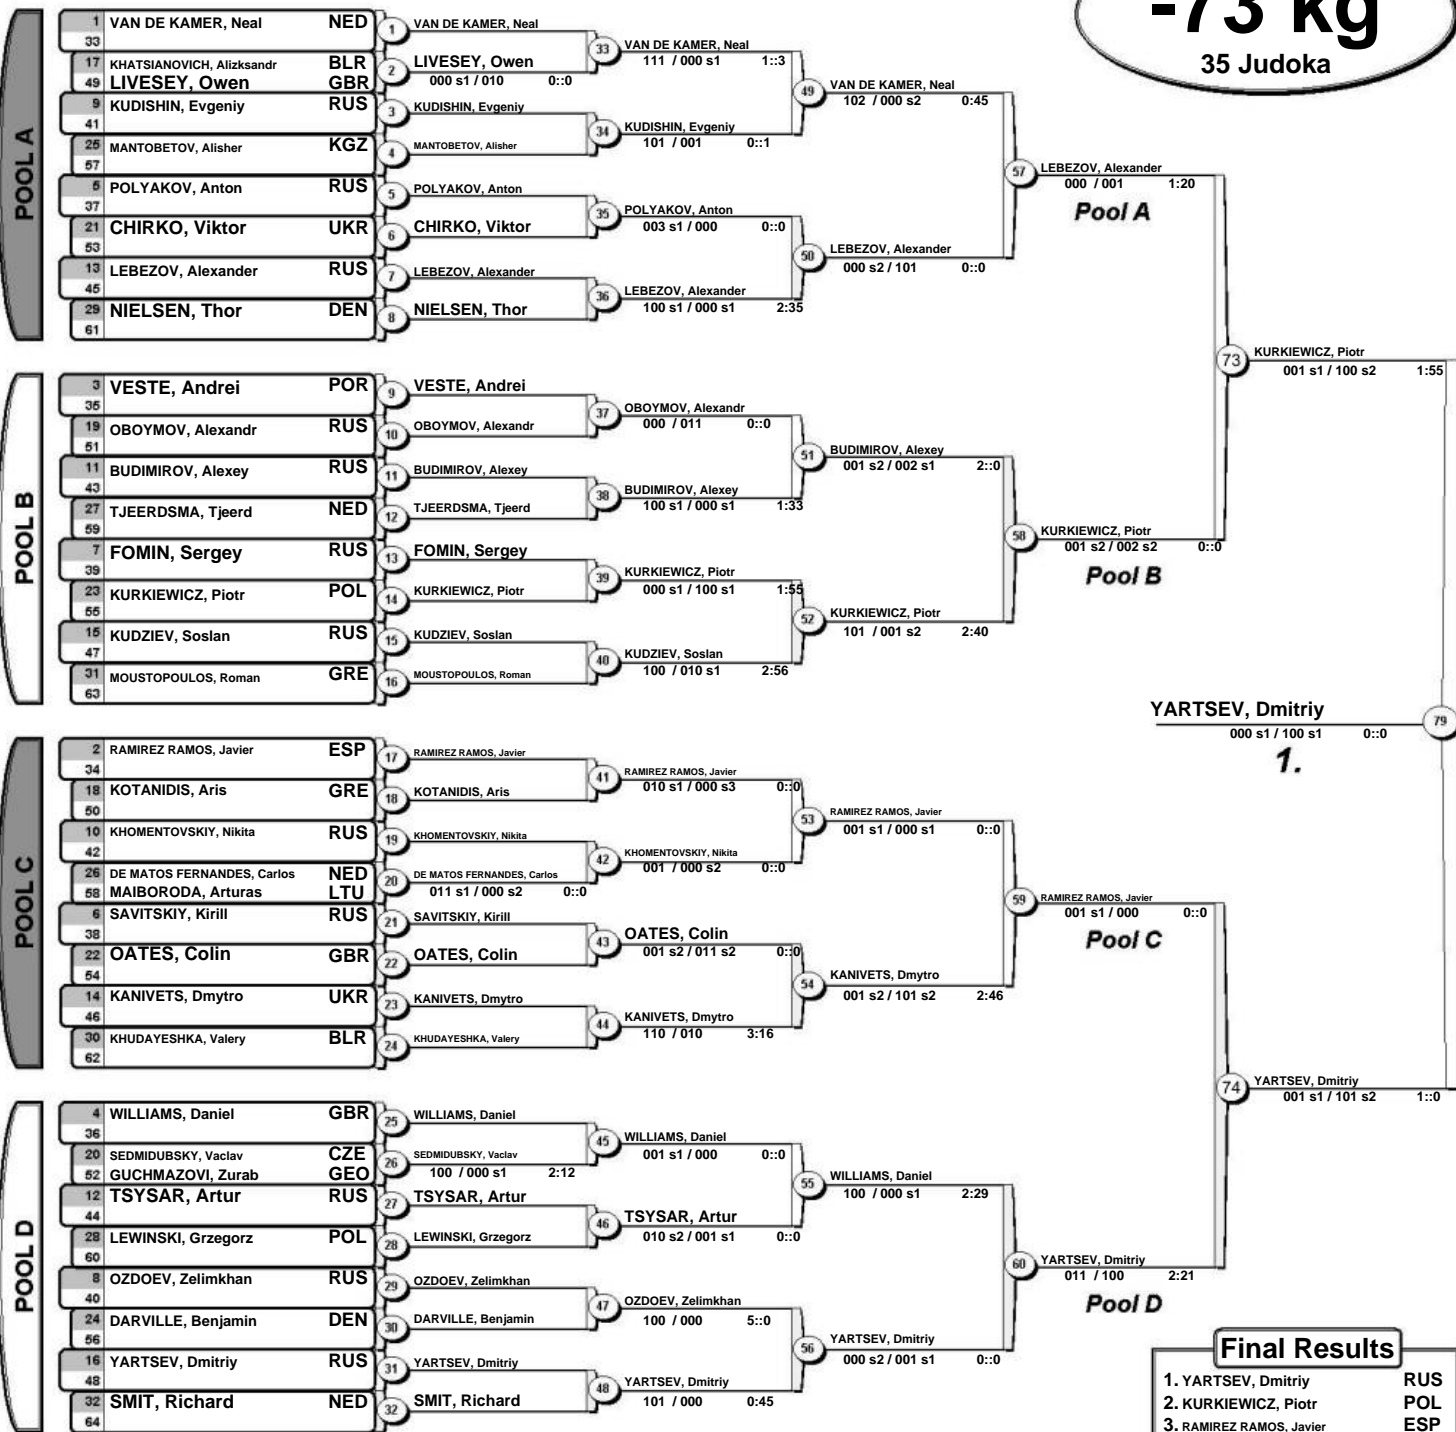 -73 kg
35 Judoka
POOL A
1 VAN DE KAMER, Neal NED
33
17 KHATSIANOVICH, Alizksandr BLR
49 LIVESEY, Owen GBR
9 KUDISHIN, Evgeniy RUS
41
25 MANTOBETOV, Alisher KGZ
57
5 POLYAKOV, Anton RUS
37
21 CHIRKO, Viktor UKR
53
13 LEBEZOV, Alexander RUS
45
29 NIELSEN, Thor DEN
61
1 VAN DE KAMER, Neal
2 LIVESEY, Owen
000 s1 / 010 0::0
3 KUDISHIN, Evgeniy
4 MANTOBETOV, Alisher
5 POLYAKOV, Anton
6 CHIRKO, Viktor
7 LEBEZOV, Alexander
8 NIELSEN, Thor
33 VAN DE KAMER, Neal
111 / 000 s1 1::3
34 KUDISHIN, Evgeniy
101 / 001 0::1
35 POLYAKOV, Anton
003 s1 / 000 0::0
36 LEBEZOV, Alexander
100 s1 / 000 s1 2:35
49 VAN DE KAMER, Neal
102 / 000 s2 0:45
50 LEBEZOV, Alexander
000 s2 / 101 0::0
57 LEBEZOV, Alexander
000 / 001 1:20
Pool A
POOL B
3 VESTE, Andrei POR
35
19 OBOYMOV, Alexandr RUS
51
11 BUDIMIROV, Alexey RUS
43
27 TJEERDSMA, Tjeerd NED
59
7 FOMIN, Sergey RUS
39
23 KURKIEWICZ, Piotr POL
55
15 KUDZIEV, Soslan RUS
47
31 MOUSTOPOULOS, Roman GRE
63
9 VESTE, Andrei
10 OBOYMOV, Alexandr
11 BUDIMIROV, Alexey
12 TJEERDSMA, Tjeerd
13 FOMIN, Sergey
14 KURKIEWICZ, Piotr
15 KUDZIEV, Soslan
16 MOUSTOPOULOS, Roman
37 OBOYMOV, Alexandr
000 / 011 0::0
38 BUDIMIROV, Alexey
100 s1 / 000 s1 1:33
39 KURKIEWICZ, Piotr
000 s1 / 100 s1 1:55
40 KUDZIEV, Soslan
100 / 010 s1 2:56
51 BUDIMIROV, Alexey
001 s2 / 002 s1 2::0
52 KURKIEWICZ, Piotr
101 / 001 s2 2:40
58 KURKIEWICZ, Piotr
001 s2 / 002 s2 0::0
Pool B
73 KURKIEWICZ, Piotr
001 s1 / 100 s2 1:55
YARTSEV, Dmitriy 79
000 s1 / 100 s1 0::0
1.
POOL C
2 RAMIREZ RAMOS, Javier ESP
34
18 KOTANIDIS, Aris GRE
50
10 KHOMENTOVSKIY, Nikita RUS
42
26 DE MATOS FERNANDES, Carlos NED
58 MAIBORODA, Arturas LTU
6 SAVITSKIY, Kirill RUS
38
22 OATES, Colin GBR
54
14 KANIVETS, Dmytro UKR
46
30 KHUDAYESHKA, Valery BLR
62
17 RAMIREZ RAMOS, Javier
18 KOTANIDIS, Aris
19 KHOMENTOVSKIY, Nikita
20 DE MATOS FERNANDES, Carlos
011 s1 / 000 s2 0::0
21 SAVITSKIY, Kirill
22 OATES, Colin
23 KANIVETS, Dmytro
24 KHUDAYESHKA, Valery
41 RAMIREZ RAMOS, Javier
010 s1 / 000 s3 0::0
42 KHOMENTOVSKIY, Nikita
001 / 000 s2 0::0
43 OATES, Colin
001 s2 / 011 s2 0::0
44 KANIVETS, Dmytro
110 / 010 3:16
53 RAMIREZ RAMOS, Javier
001 s1 / 000 s1 0::0
54 KANIVETS, Dmytro
001 s2 / 101 s2 2:46
59 RAMIREZ RAMOS, Javier
001 s1 / 000 0::0
Pool C
POOL D
4 WILLIAMS, Daniel GBR
36
20 SEDMIDUBSKY, Vaclav CZE
52 GUCHMAZOVI, Zurab GEO
12 TSYSAR, Artur RUS
44
28 LEWINSKI, Grzegorz POL
60
8 OZDOEV, Zelimkhan RUS
40
24 DARVILLE, Benjamin DEN
56
16 YARTSEV, Dmitriy RUS
48
32 SMIT, Richard NED
64
25 WILLIAMS, Daniel
26 SEDMIDUBSKY, Vaclav
100 / 000 s1 2:12
27 TSYSAR, Artur
28 LEWINSKI, Grzegorz
29 OZDOEV, Zelimkhan
30 DARVILLE, Benjamin
31 YARTSEV, Dmitriy
32 SMIT, Richard
45 WILLIAMS, Daniel
001 s1 / 000 0::0
46 TSYSAR, Artur
010 s2 / 001 s1 0::0
47 OZDOEV, Zelimkhan
100 / 000 5::0
48 YARTSEV, Dmitriy
101 / 000 0:45
55 WILLIAMS, Daniel
100 / 000 s1 2:29
56 YARTSEV, Dmitriy
000 s2 / 001 s1 0::0
60 YARTSEV, Dmitriy
011 / 100 2:21
Pool D
74 YARTSEV, Dmitriy
001 s1 / 101 s2 1::0
Final Results
1. YARTSEV, Dmitriy RUS
2. KURKIEWICZ, Piotr POL
3. RAMIREZ RAMOS, Javier ESP